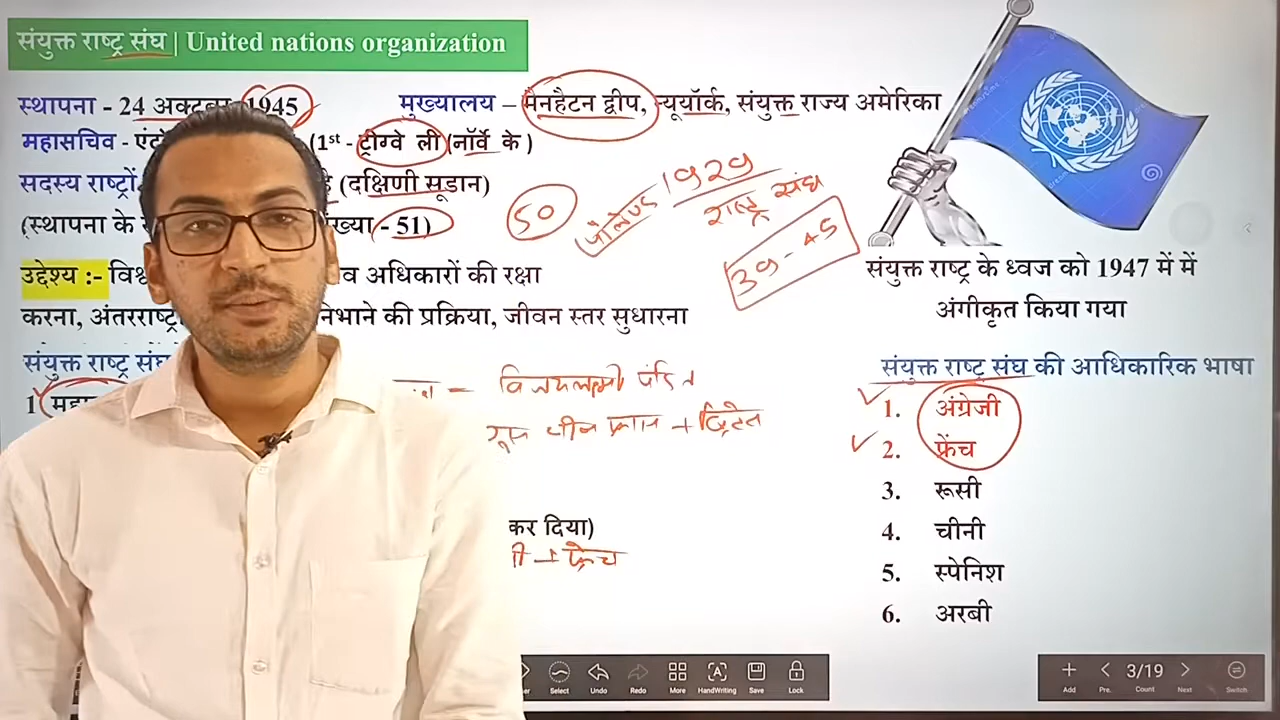 संयुक्त राष्ट्र संघ | United nations organization
स्थापना - 24 अक्टूबर, 1945
मुख्यालय – मैनहैटन द्वीप, न्यूयॉर्क, संयुक्त राज्य अमेरिका
महासचिव - (1st - ट्रीग्वे ली (नॉर्वे के )
सदस्य राष्ट्रों (दक्षिणी सूडान)
(स्थापना के - 51)
50
पौलेण्ड
1929
राष्ट्र संघ
39-45
उद्देश्य :- अधिकारों की रक्षा
करना, निभाने की प्रक्रिया, जीवन स्तर सुधारना
संयुक्त राष्ट्र के ध्वज को 1947 में में
अंगीकृत किया गया
संयुक्त राष्ट्र
1
विजयलक्ष्मी पंडित
रूस चीन फ्रांस + ब्रिटेन
कर दिया)
फ्रेंच
संयुक्त राष्ट संघ की आधिकारिक भाषा
1. अंग्रेजी
2. फ्रेंच
3. रूसी
4. चीनी
5. स्पेनिश
6. अरबी
Select Undo Redo More HandWriting Save Lock
Add Pre. 3/19 Count Next Switch